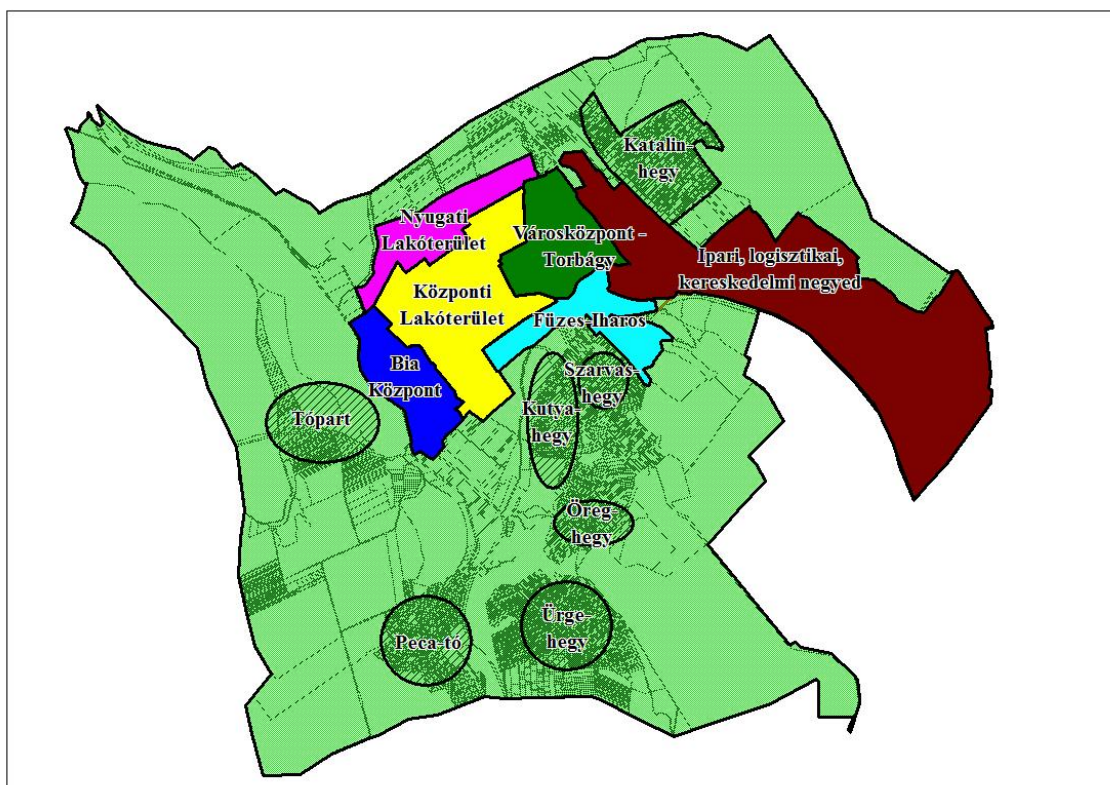 Katalin-
hegy
Nyugati
Lakóterület
Városközpont -
Torbágy
Ipari, logisztikai,
kereskedelmi negyed
Központi
Lakóterület
Füzes-Iharos
Bia
Központ
Szarvas-
hegy
Kutya-
hegy
Tópart
Öreg-
hegy
Ürge-
hegy
Peca-tó